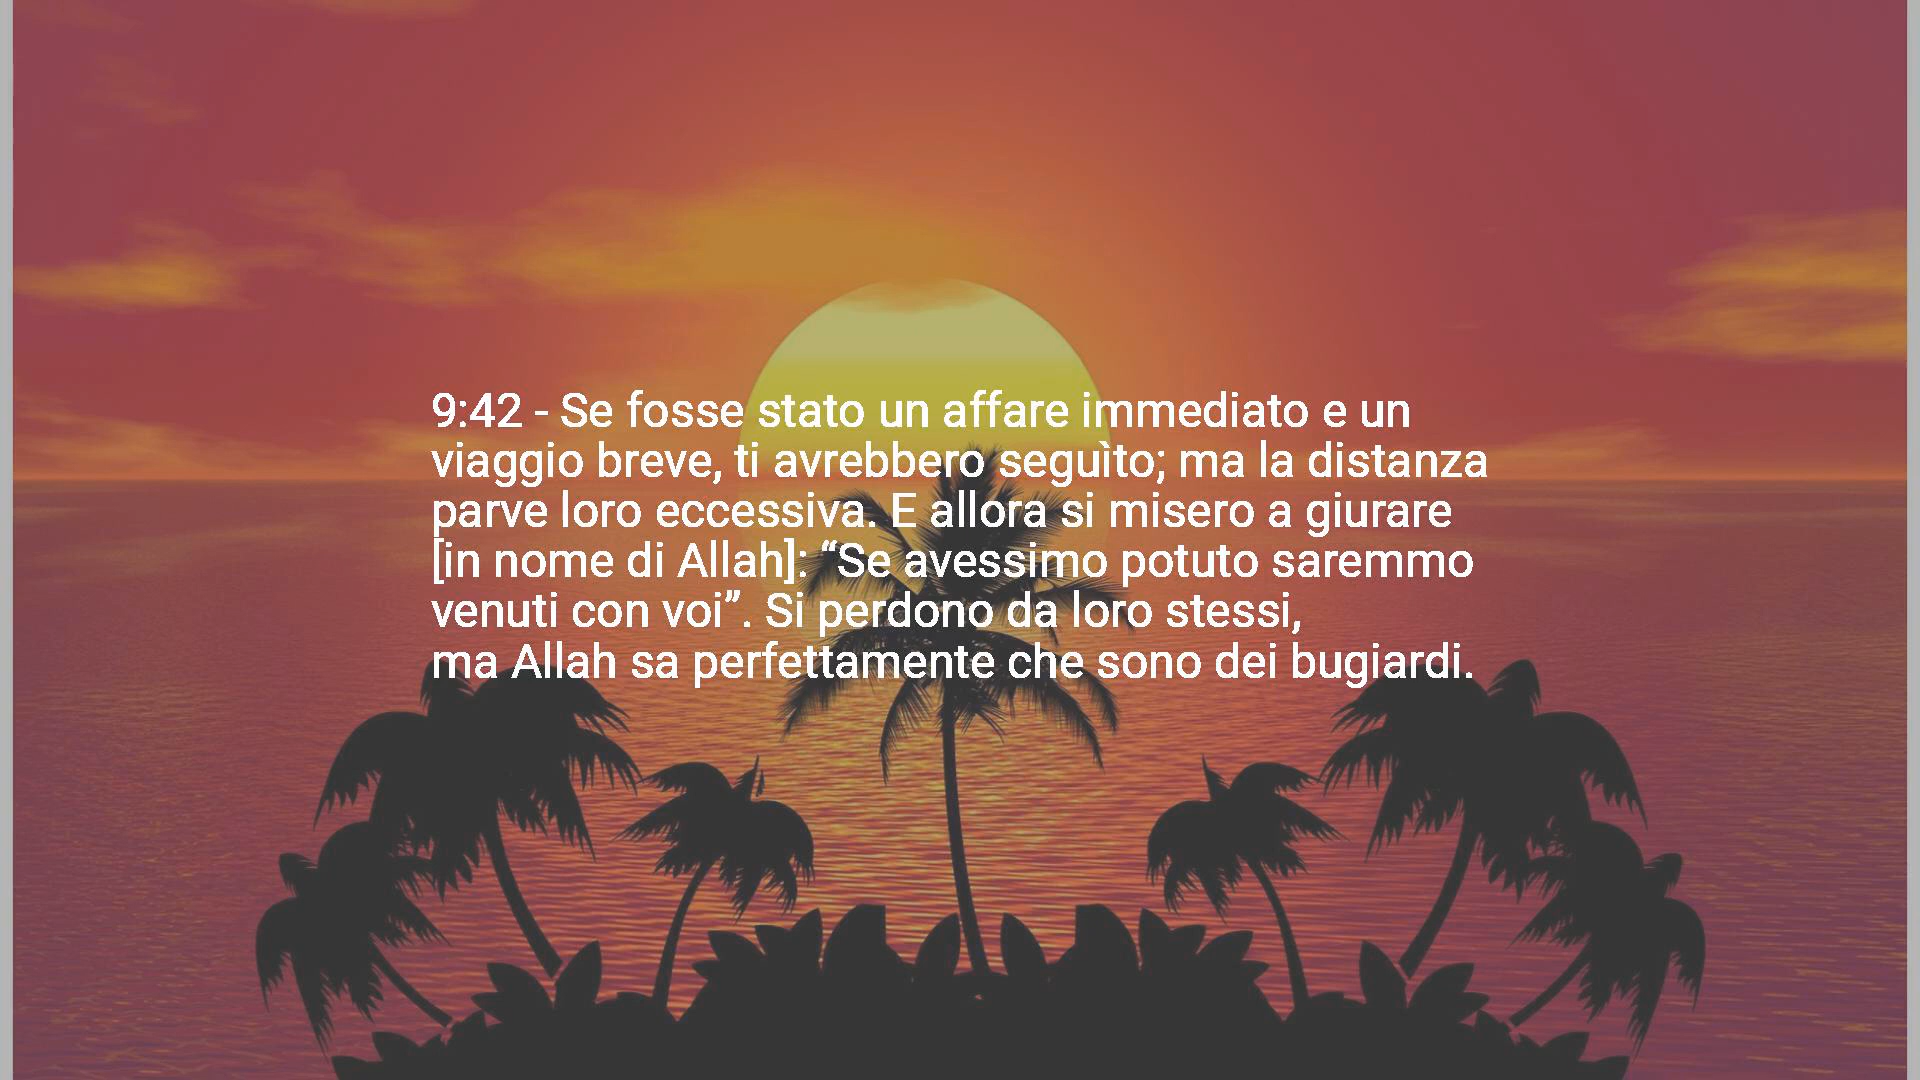 9:42 - Se fosse stato un affare immediato e un
viaggio breve, ti avrebbero seguìto; ma la distanza
parve loro eccessiva. E allora si misero a giurare
[in nome di Allah]: “Se avessimo potuto saremmo
venuti con voi”. Si perdono da loro stessi,
ma Allah sa perfettamente che sono dei bugiardi.